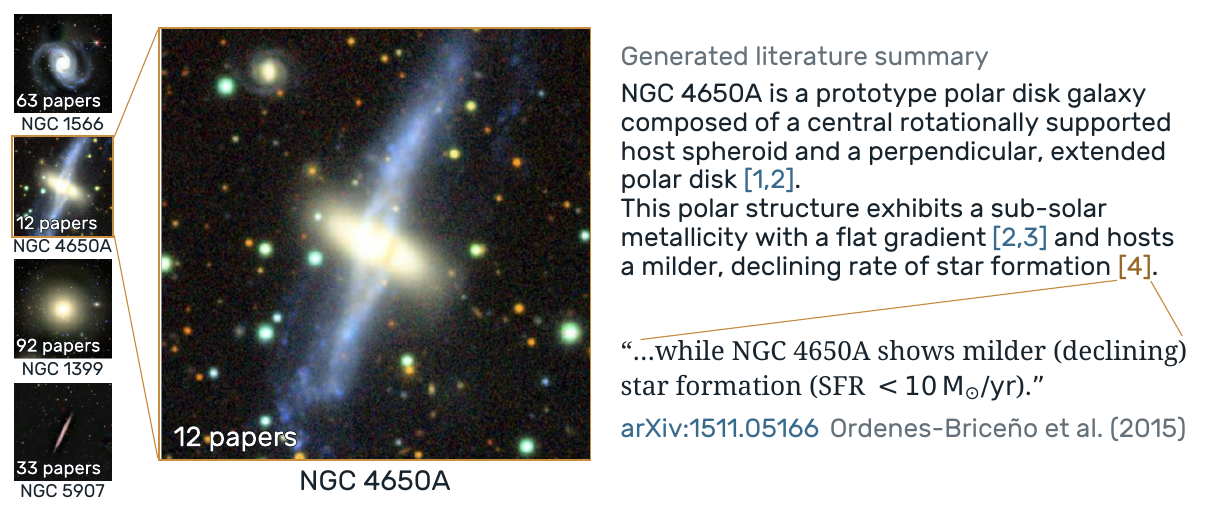 63 papers
NGC 1566
12 papers
NGC 4650A
92 papers
NGC 1399
33 papers
NGC 5907
12 papers
NGC 4650A
Generated literature summary
NGC 4650A is a prototype polar disk galaxy
composed of a central rotationally supported
host spheroid and a perpendicular, extended
polar disk [1,2].
This polar structure exhibits a sub-solar
metallicity with a flat gradient [2,3] and hosts
a milder, declining rate of star formation [4].
“…while NGC 4650A shows milder (declining)
star formation (SFR < 10 M☉/yr).”
arXiv:1511.05166 Ordenes-Briceño et al. (2015)